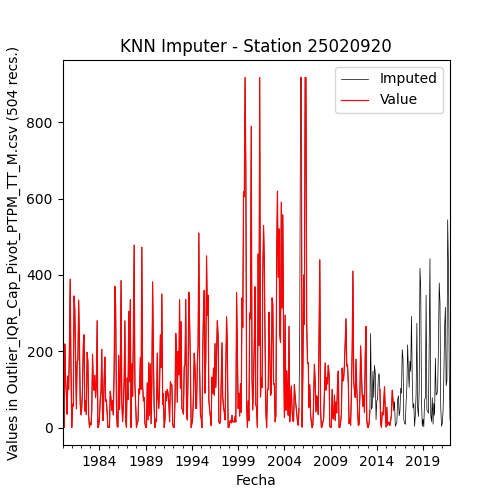 KNN Imputer - Station 25020920
Imputed
Value
Values in Outlier_IQR_Cap_Pivot_PTPM_TT_M.csv (504 recs.)
800
600
400
200
0
1984 1989 1994 1999 2004 2009 2014 2019
Fecha